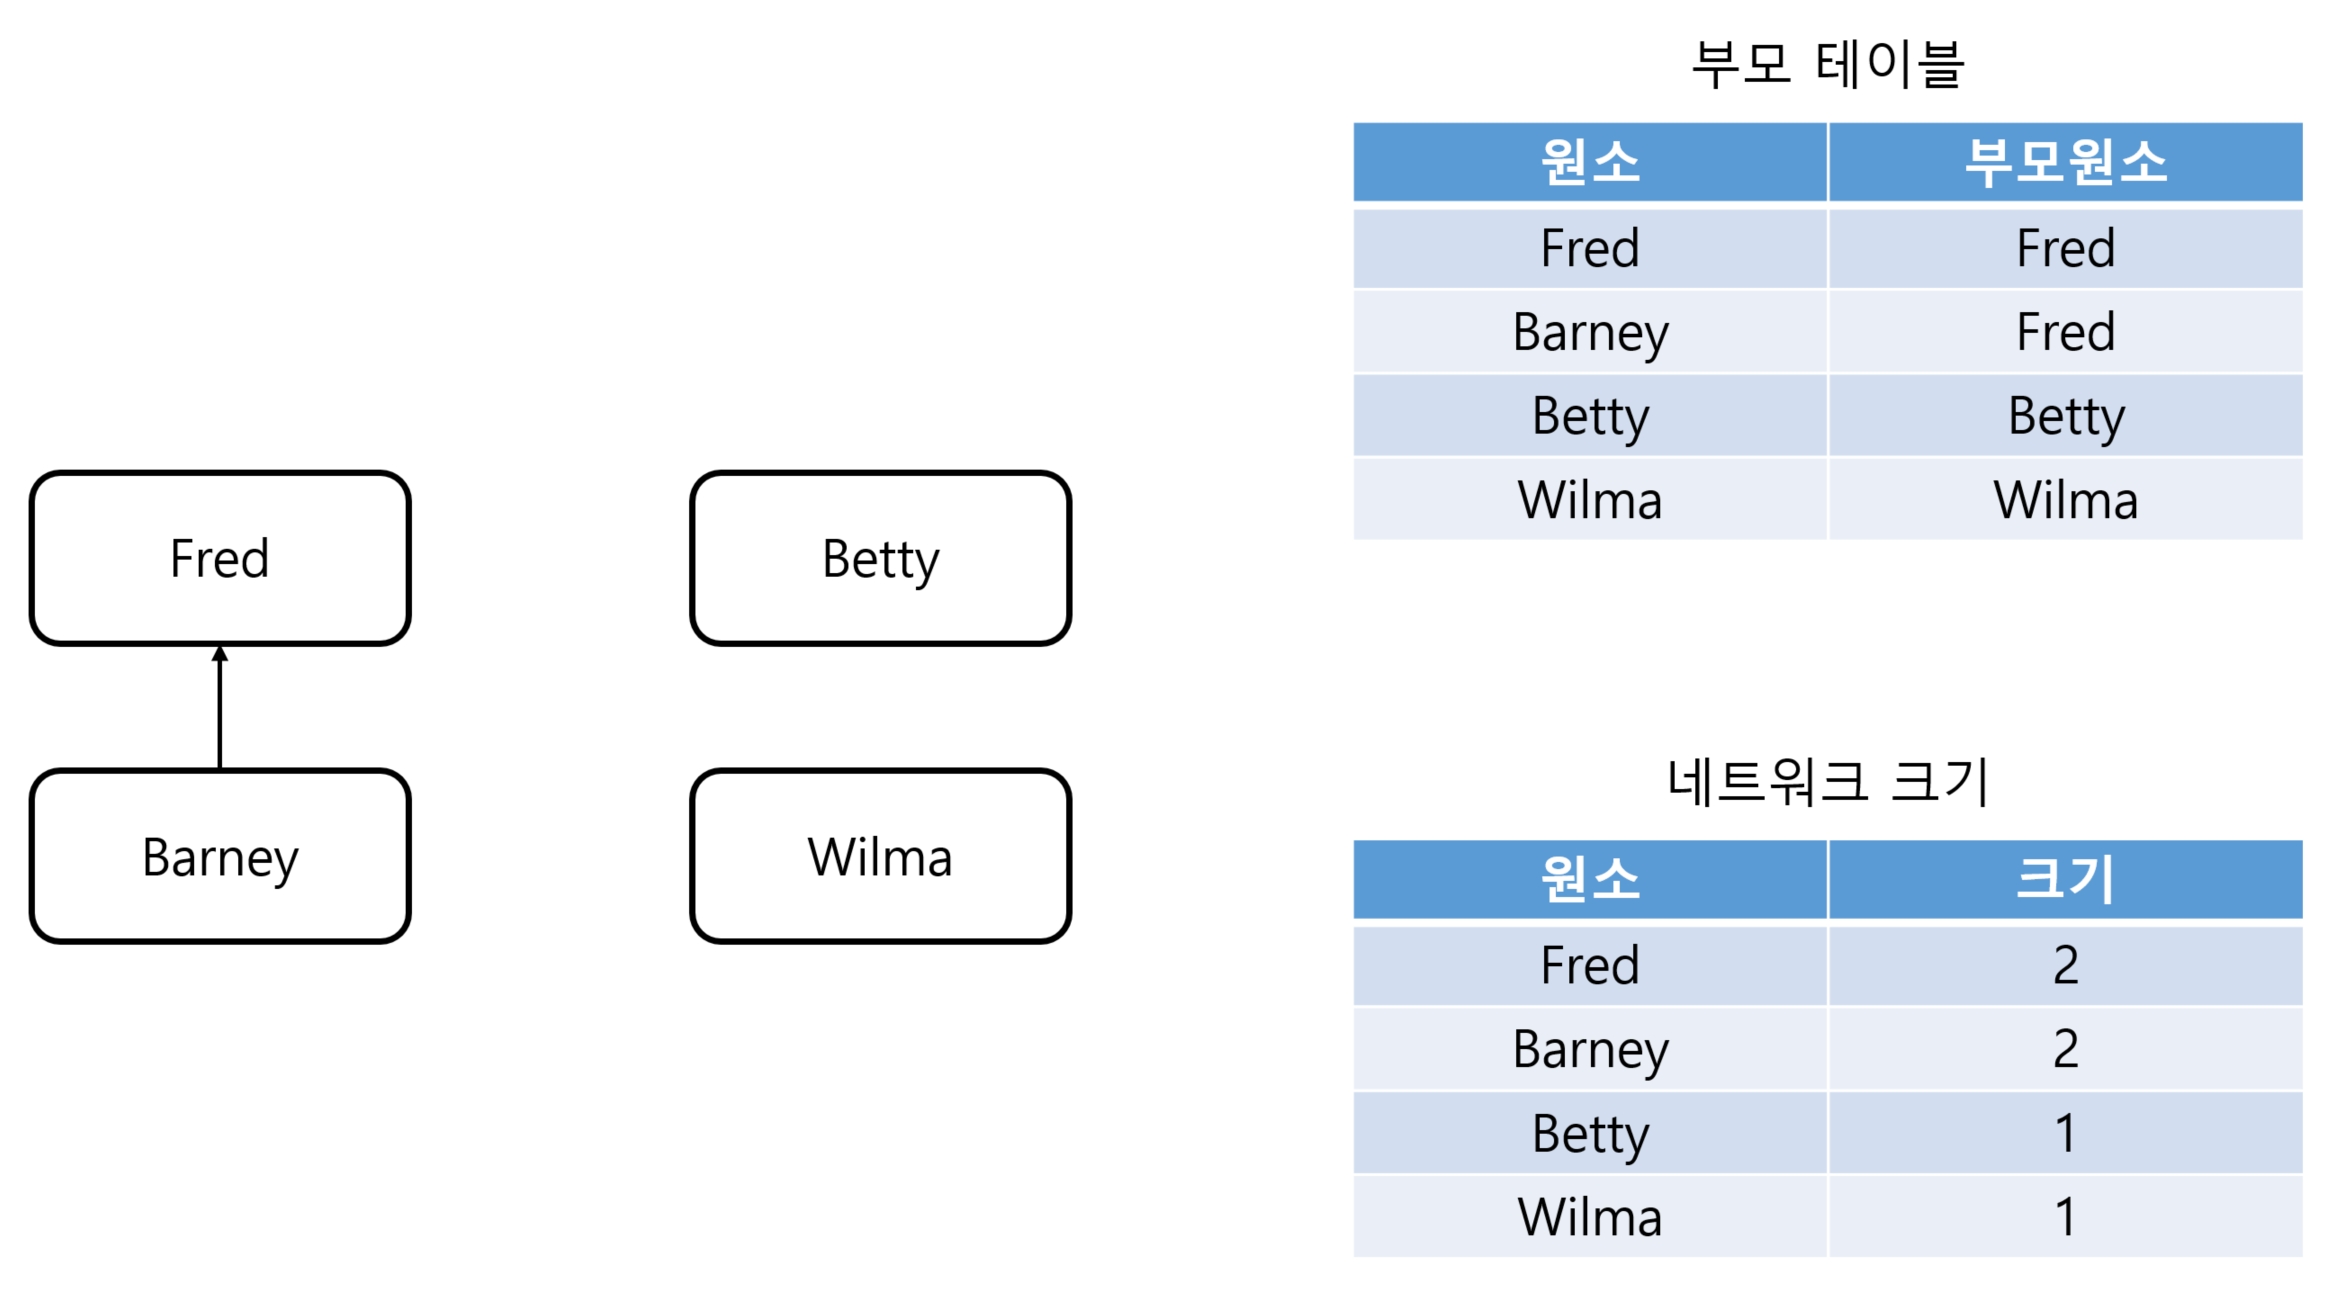 Fred
Betty
Barney
Wilma
부모 테이블
원소 부모원소
Fred Fred
Barney Fred
Betty Betty
Wilma Wilma
네트워크 크기
원소 크기
Fred 2
Barney 2
Betty 1
Wilma 1